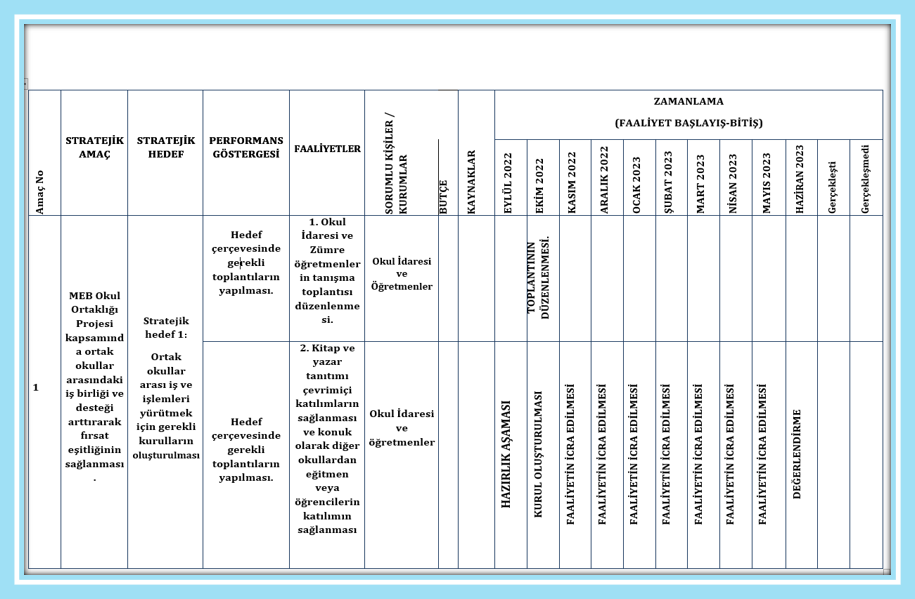 ZAMANLAMA
(FAALİYET BAŞLAYIŞ-BİTİŞ)
Amaç No
STRATEJİK
AMAÇ
STRATEJİK
HEDEF
PERFORMANS
GÖSTERGESİ
FAALİYETLER
SORUMLU KİŞİLER /
KURUMLAR
BÜTÇE
KAYNAKLAR
EYLÜL 2022
EKİM 2022
KASIM 2022
ARALIK 2022
OCAK 2023
ŞUBAT 2023
MART 2023
NİSAN 2023
MAYIS 2023
HAZİRAN 2023
Gerçekleşti
Gerçekleşmedi
1
MEB Okul
Ortaklığı
Projesi
kapsamınd
a ortak
okullar
arasındaki
iş birliği ve
desteği
arttırarak
fırsat
eşitliğinin
sağlanması
.
Stratejik
hedef 1:
Ortak
okullar
arası iş ve
işlemleri
yürütmek
için gerekli
kurulların
oluşturulması
Hedef
çerçevesinde
gerekli
toplantıların
yapılması.
1. Okul
İdaresi ve
Zümre
öğretmenler
in tanışma
toplantısı
düzenlenme
si.
Okul İdaresi
ve
Öğretmenler
TOPLANTININ
DÜZENLENMESİ.
Hedef
çerçevesinde
gerekli
toplantıların
yapılması.
2. Kitap ve
yazar
tanıtımı
çevrimiçi
katılımların
sağlanması
ve konuk
olarak diğer
okullardan
eğitmen
veya
öğrencilerin
katılımın
sağlanması
Okul İdaresi
ve
öğretmenler
HAZIRLIK AŞAMASI
KURUL OLUŞTURULMASI
FAALİYETİN İCRA EDİLMESİ
FAALİYETİN İCRA EDİLMESİ
FAALİYETİN İCRA EDİLMESİ
FAALİYETİN İCRA EDİLMESİ
FAALİYETİN İCRA EDİLMESİ
FAALİYETİN İCRA EDİLMESİ
FAALİYETİN İCRA EDİLMESİ
DEĞERLENDİRME